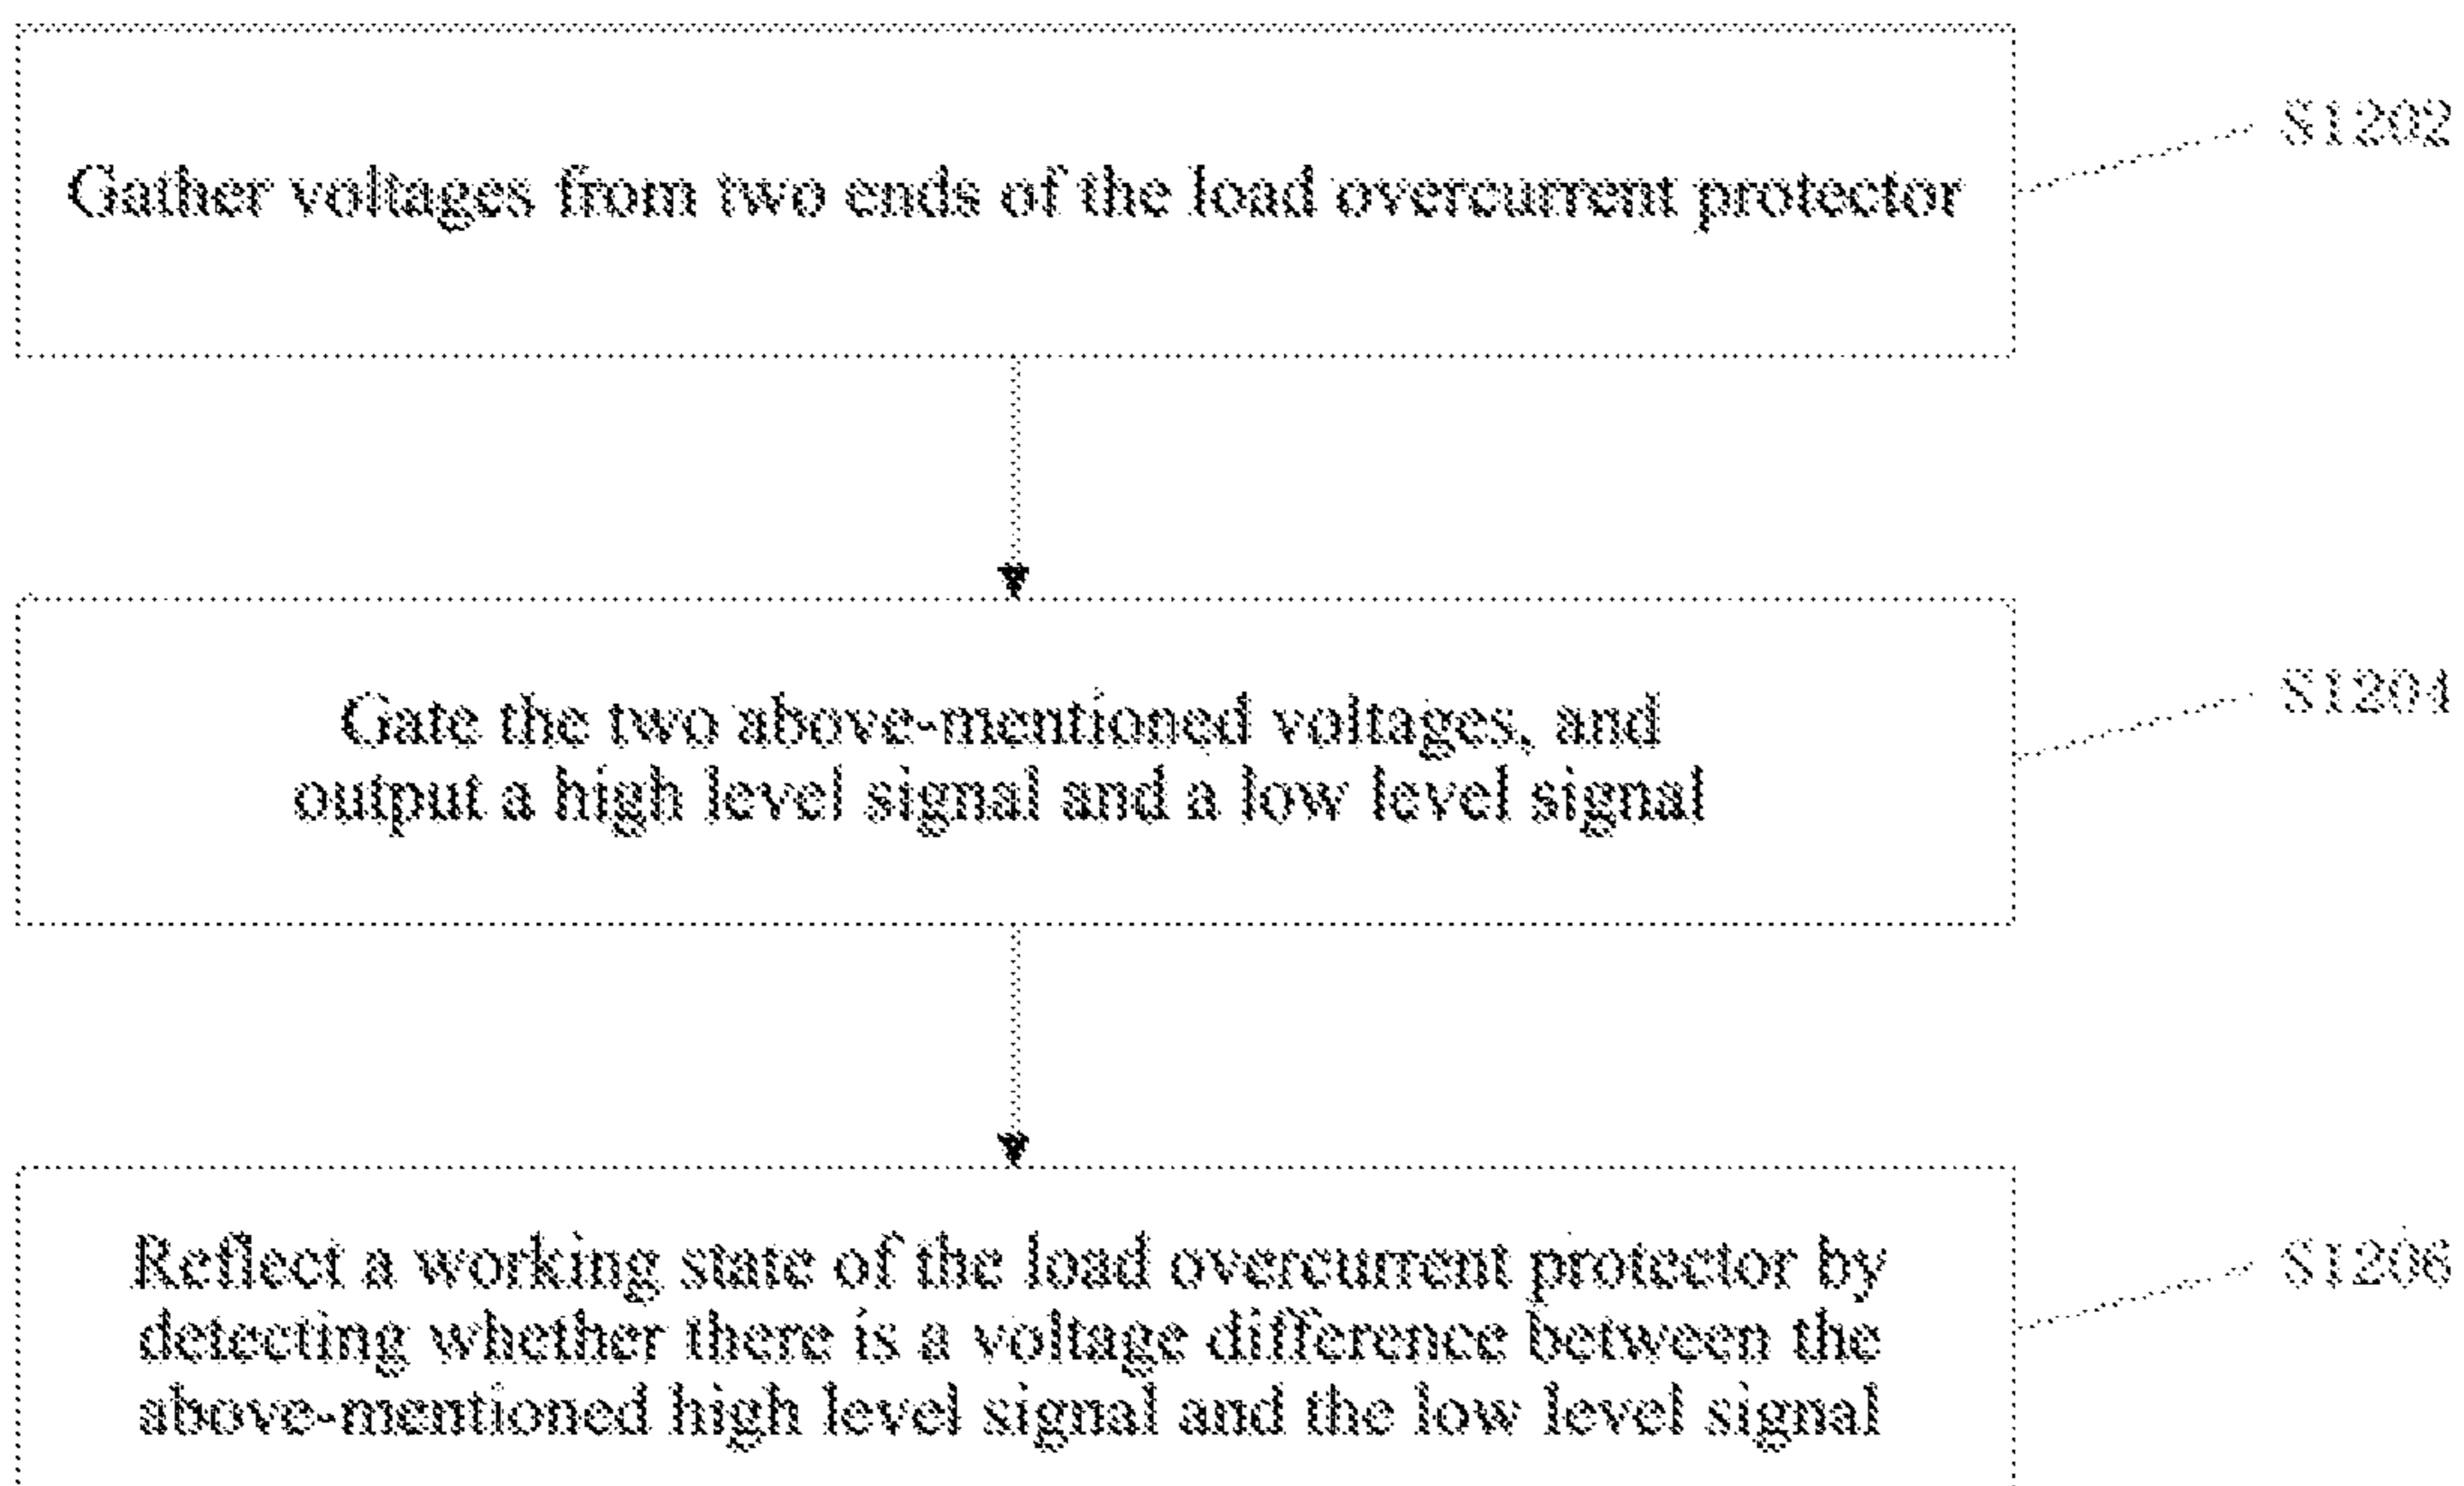 Gather voltages from two ends of the load overcurrent protector
S1202
Gate the two above-mentioned voltages, and
output a high level signal and a low level signal
S1204
Reflect a working state of the load overcurrent protector by
detecting whether there is a voltage difference between the
above-mentioned high level signal and the low level signal
S1206